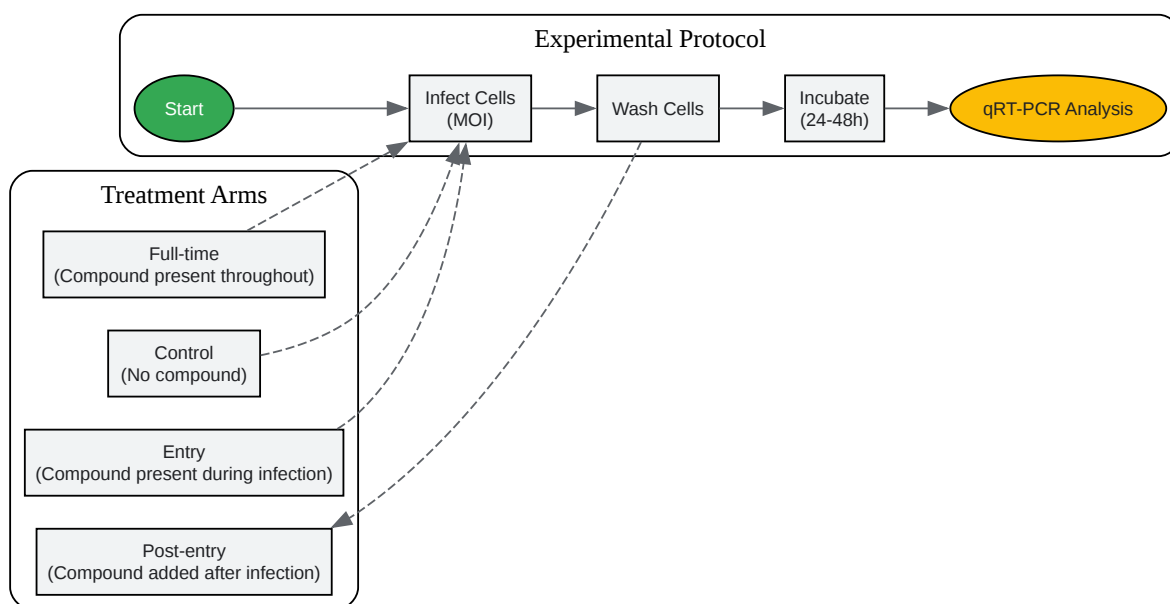 Experimental Protocol
Start
Infect Cells
(MOI)
Wash Cells
Incubate
(24-48h)
qRT-PCR Analysis
Treatment Arms
Full-time
(Compound present throughout)
Control
(No compound)
Entry
(Compound present during infection)
Post-entry
(Compound added after infection)